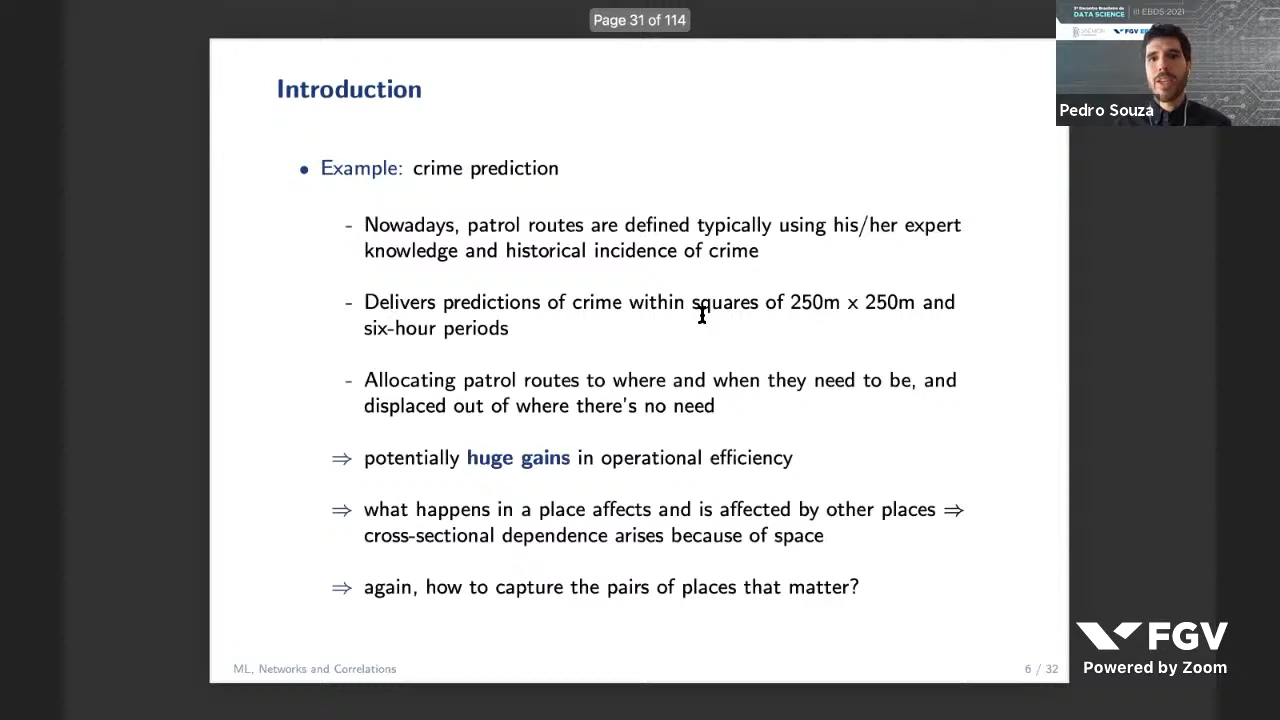 Page 31 of 114
DATA SCIENCE
III EBDS 2021
FGV
Pedro Souza
Introduction
• Example: crime prediction
- Nowadays, patrol routes are defined typically using his/her expert
knowledge and historical incidence of crime
- Delivers predictions of crime within squares of 250m x 250m and
six-hour periods
- Allocating patrol routes to where and when they need to be, and
displaced out of where there's no need
⇒ potentially huge gains in operational efficiency
⇒ what happens in a place affects and is affected by other places ⇒
cross-sectional dependence arises because of space
⇒ again, how to capture the pairs of places that matter?
ML, Networks and Correlations
6 / 32
FGV
Powered by Zoom